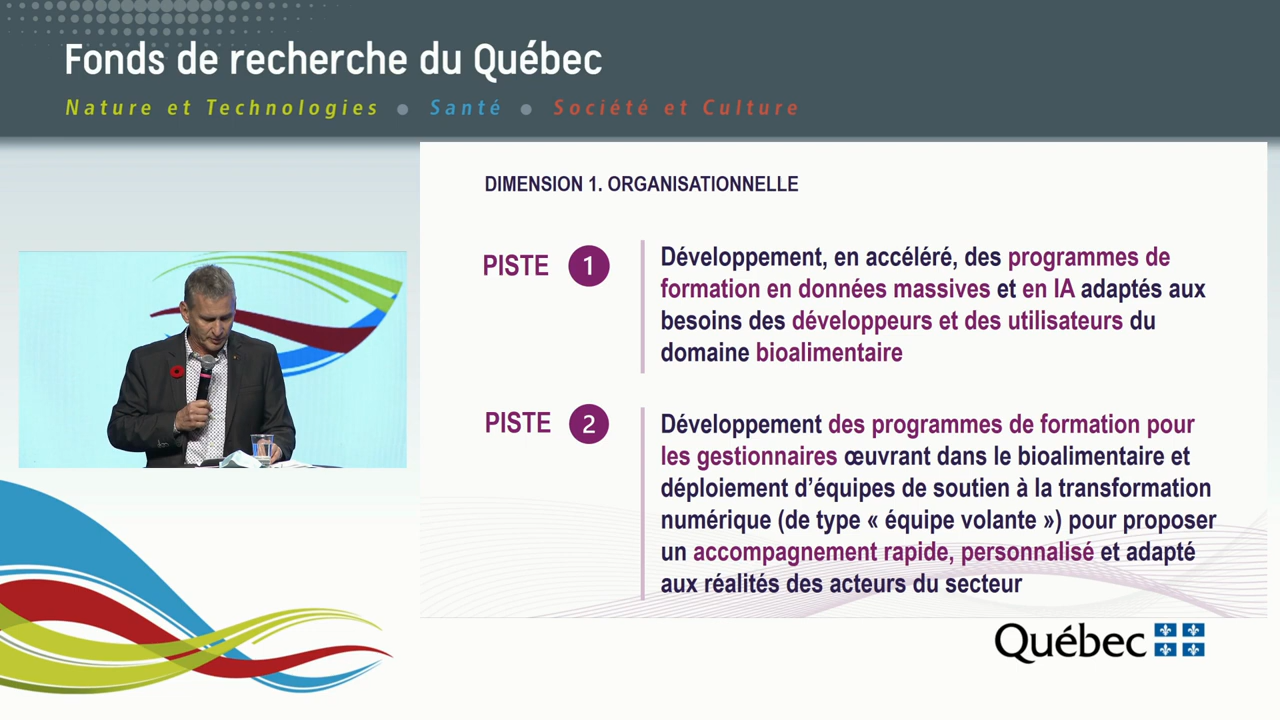 Fonds de recherche du Québec
Nature et Technologies ● Santé ● Société et Culture
DIMENSION 1. ORGANISATIONNELLE
PISTE 1
Développement, en accéléré, des programmes de
formation en données massives et en IA adaptés aux
besoins des développeurs et des utilisateurs du
domaine bioalimentaire
PISTE 2
Développement des programmes de formation pour
les gestionnaires œuvrant dans le bioalimentaire et
déploiement d’équipes de soutien à la transformation
numérique (de type « équipe volante ») pour proposer
un accompagnement rapide, personnalisé et adapté
aux réalités des acteurs du secteur
Québec